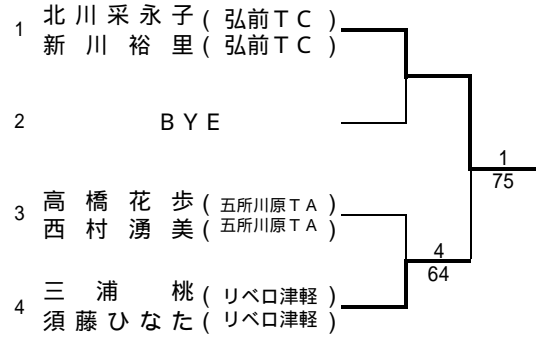 1 北川采永子 ( 弘前ＴＣ )
新川裕里 ( 弘前ＴＣ )
2 ＢＹＥ
1
75
3 高橋花歩 ( 五所川原ＴＡ )
西村湧美 ( 五所川原ＴＡ )
4
64
4 三浦桃 ( リベロ津軽 )
須藤ひなた ( リベロ津軽 )